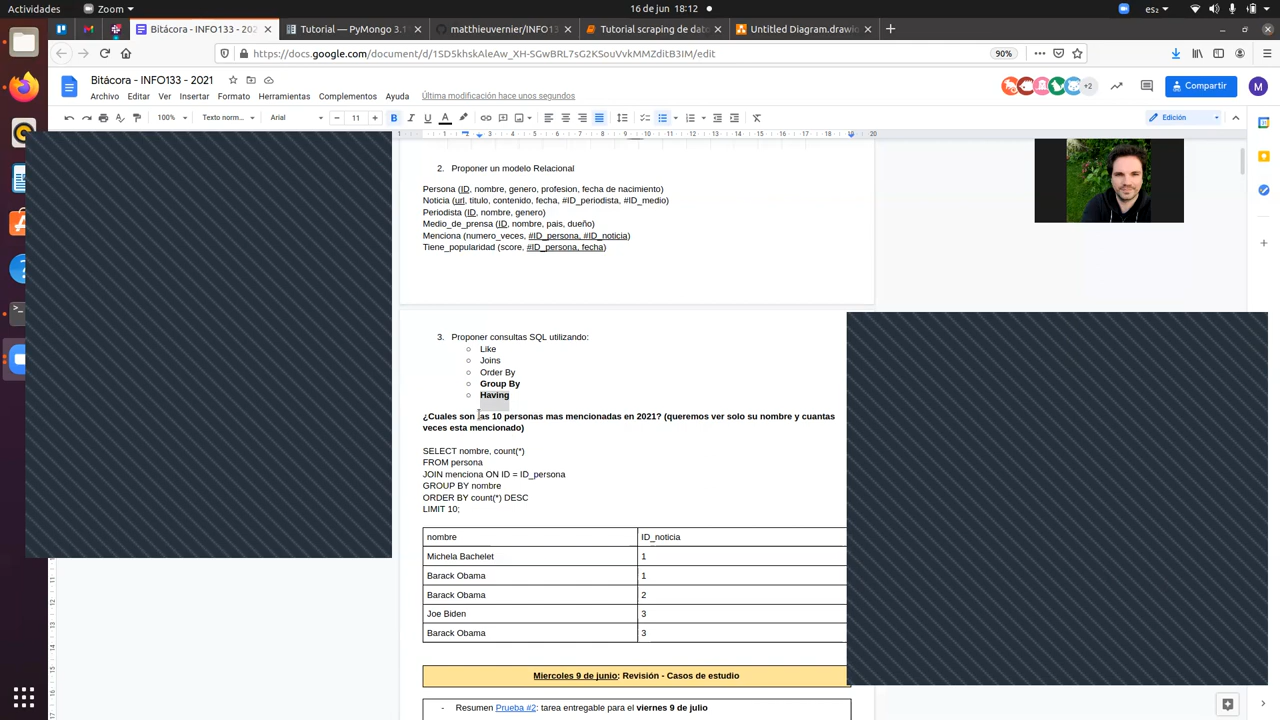 Actividades
Zoom
16 de jun 18:12
es₂
Bitácora - INFO133 - 202
Tutorial — PyMongo 3.1
matthieuvernier/INFO13
Tutorial scraping de dato
Untitled Diagram.drawio
https://docs.google.com/document/d/1SDSkhskAleAw_XH-SGwBRL7sG2KSouVvkMMZditB3IM/edit
90%
Bitácora - INFO133 - 2021
Archivo Editar Ver Insertar Formato Herramientas Complementos Ayuda
Última modificación hace unos segundos
+2
Compartir
M
100%
Texto norm...
Arial
11
Edición
2. Proponer un modelo Relacional
Persona (ID, nombre, genero, profesion, fecha de nacimiento)
Noticia (url, titulo, contenido, fecha, #ID_periodista, #ID_medio)
Periodista (ID, nombre, genero)
Medio_de_prensa (ID, nombre, pais, dueño)
Menciona (numero_veces, #ID_persona, #ID_noticia)
Tiene_popularidad (score, #ID_persona, fecha)
3. Proponer consultas SQL utilizando:
Like
Joins
Order By
Group By
Having
¿Cuales son las 10 personas mas mencionadas en 2021? (queremos ver solo su nombre y cuantas
veces esta mencionado)
SELECT nombre, count(*)
FROM persona
JOIN menciona ON ID = ID_persona
GROUP BY nombre
ORDER BY count(*) DESC
LIMIT 10;
nombre ID_noticia
Michela Bachelet 1
Barack Obama 1
Barack Obama 2
Joe Biden 3
Barack Obama 3
Miercoles 9 de junio: Revisión - Casos de estudio
- Resumen Prueba #2: tarea entregable para el viernes 9 de julio